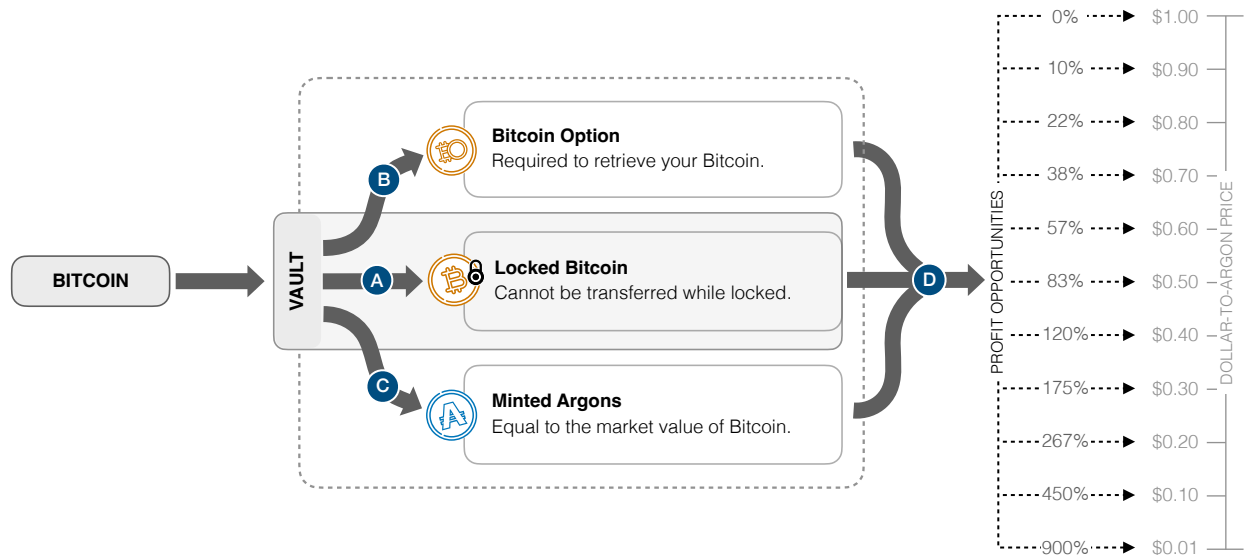 BITCOIN
VAULT
B
Bitcoin Option
Required to retrieve your Bitcoin.
A
Locked Bitcoin
Cannot be transferred while locked.
C
Minted Argons
Equal to the market value of Bitcoin.
D
PROFIT OPPORTUNITIES
0% $1.00
10% $0.90
22% $0.80
38% $0.70
57% $0.60
83% $0.50
120% $0.40
175% $0.30
267% $0.20
450% $0.10
900% $0.01
DOLLAR-TO-ARGON PRICE